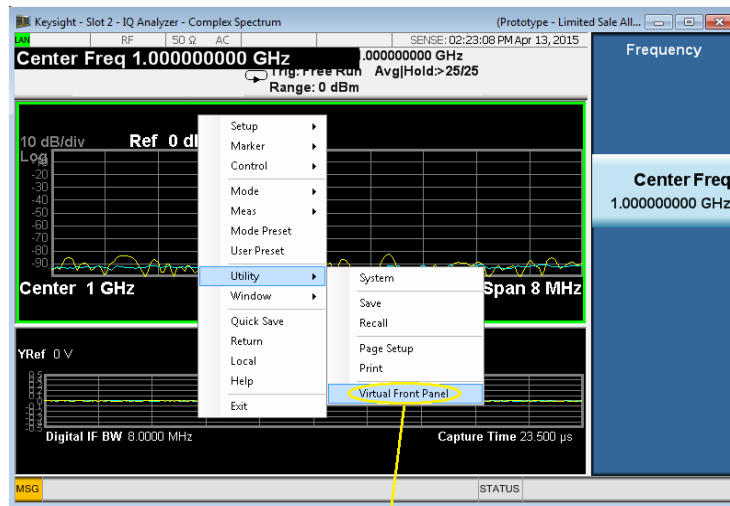 Keysight - Slot 2 - IQ Analyzer - Complex Spectrum (Prototype - Limited Sale All...
LAN RF 50 Ω AC SENSE: 02:23:08 PM Apr 13, 2015
Center Freq 1.000000000 GHz .000000000 GHz
Trig: Free Run Avg|Hold:>25/25
Range: 0 dBm
Frequency
Center Freq
1.000000000 GHz
10 dB/div Ref 0 d
Log
-20
-30
-40
-50
-60
-70
-80
-90
Center 1 GHz Span 8 MHz
Setup
Marker
Control
Mode
Meas
Mode Preset
User Preset
Utility
Window
Quick Save
Return
Local
Help
Exit
System
Save
Recall
Page Setup
Print
Virtual Front Panel
YRef 0 V
Digital IF BW 8.0000 MHz Capture Time 23.500 µs
MSG STATUS